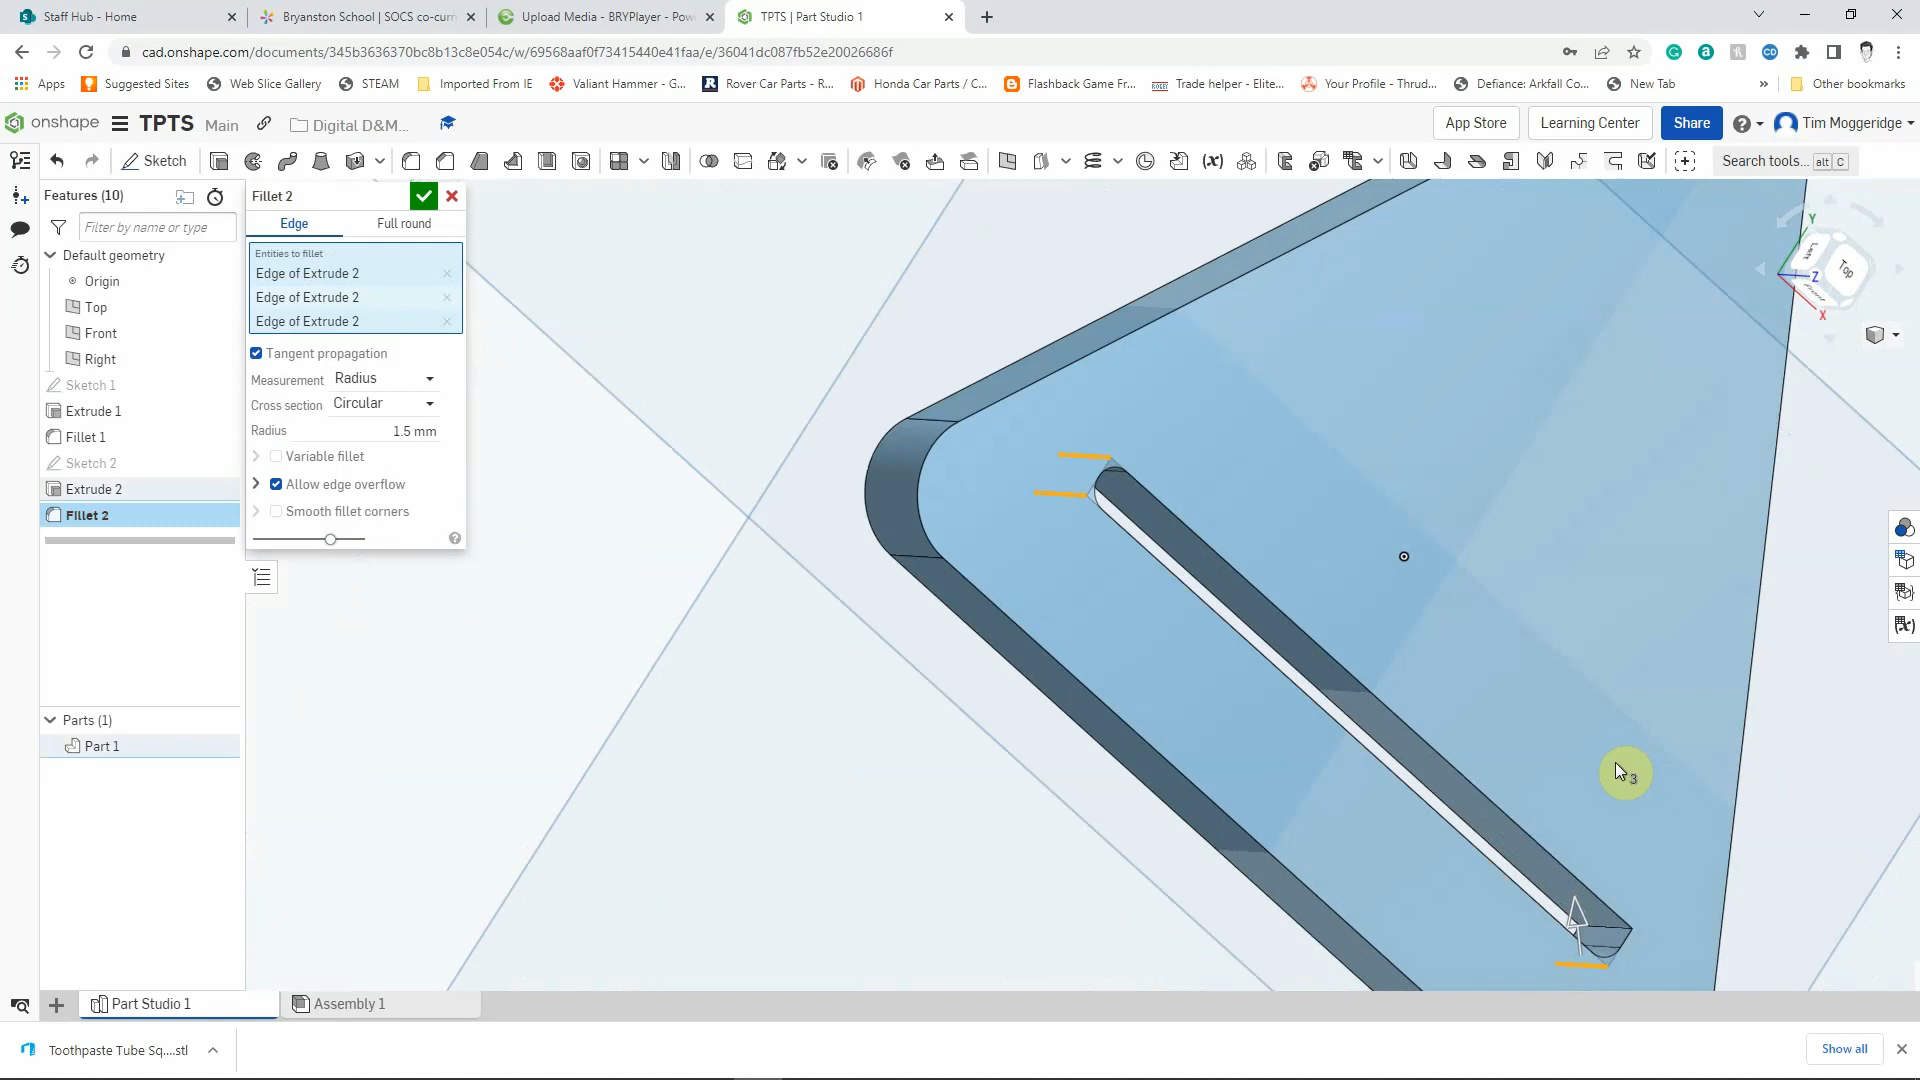 Staff Hub - Home
Bryanston School | SOCS co-curr
Upload Media - BRYPlayer - Pow
TPTS | Part Studio 1
cad.onshape.com/documents/345b3636370bc8b13c8e054c/w/69568aaf0f73415440e41faa/e/36041dc087fb52e20026686f
Apps
Suggested Sites
Web Slice Gallery
STEAM
Imported From IE
Valiant Hammer - G...
Rover Car Parts - R...
Honda Car Parts / C...
Flashback Game Fr...
Trade helper - Elite...
Your Profile - Thrud...
Defiance: Arkfall Co...
New Tab
»
Other bookmarks
onshape
TPTS
Main
Digital D&M...
App Store
Learning Center
Share
Tim Moggeridge
Sketch
Search tools... alt C
Features (10)
Filter by name or type
Default geometry
Origin
Top
Front
Right
Sketch 1
Extrude 1
Fillet 1
Sketch 2
Extrude 2
Fillet 2
Parts (1)
Part 1
Fillet 2
Edge
Full round
Entities to fillet
Edge of Extrude 2
Edge of Extrude 2
Edge of Extrude 2
Tangent propagation
Measurement Radius
Cross section Circular
Radius 1.5 mm
Variable fillet
Allow edge overflow
Smooth fillet corners
Y
Left
Top
Z
Front
X
3
Part Studio 1
Assembly 1
Toothpaste Tube Sq....stl
Show all